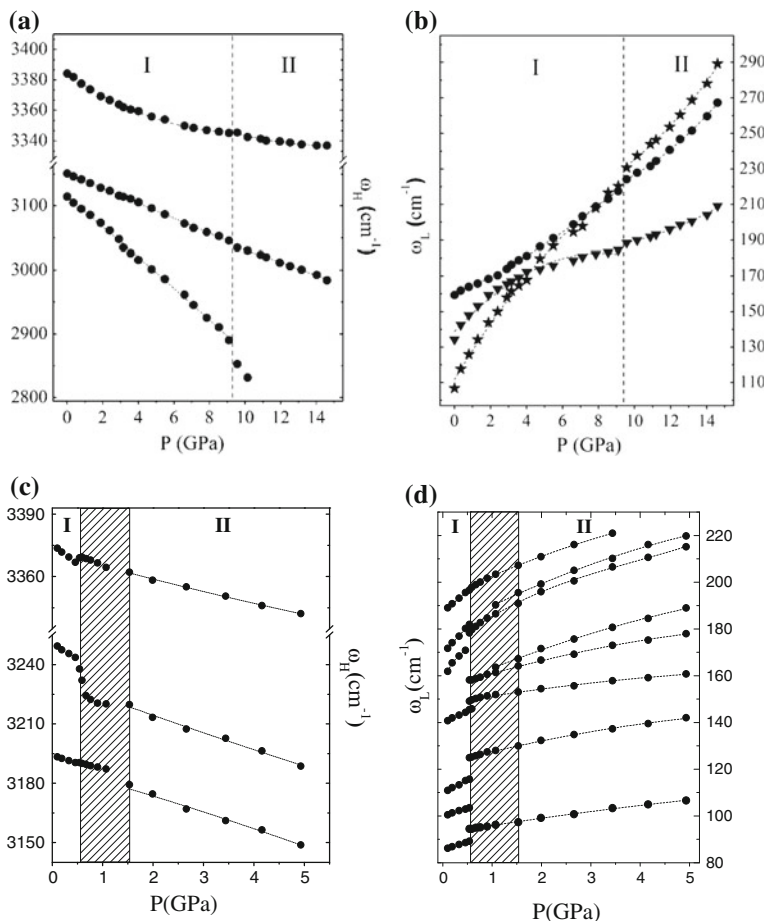 (a)
3400
3380
3360
3340
3100
3000
2900
2800
I
II
ω_H (cm⁻¹)
0 2 4 6 8 10 12 14
P (GPa)
(b)
I
II
ω_L (cm⁻¹)
290
270
250
230
210
190
170
150
130
110
0 2 4 6 8 10 12 14
P (GPa)
(c)
3390
3360
3240
3210
3180
3150
I
II
ω_H (cm⁻¹)
0 1 2 3 4 5
P(GPa)
(d)
I
II
ω_L (cm⁻¹)
220
200
180
160
140
120
100
80
0 1 2 3 4 5
P(GPa)